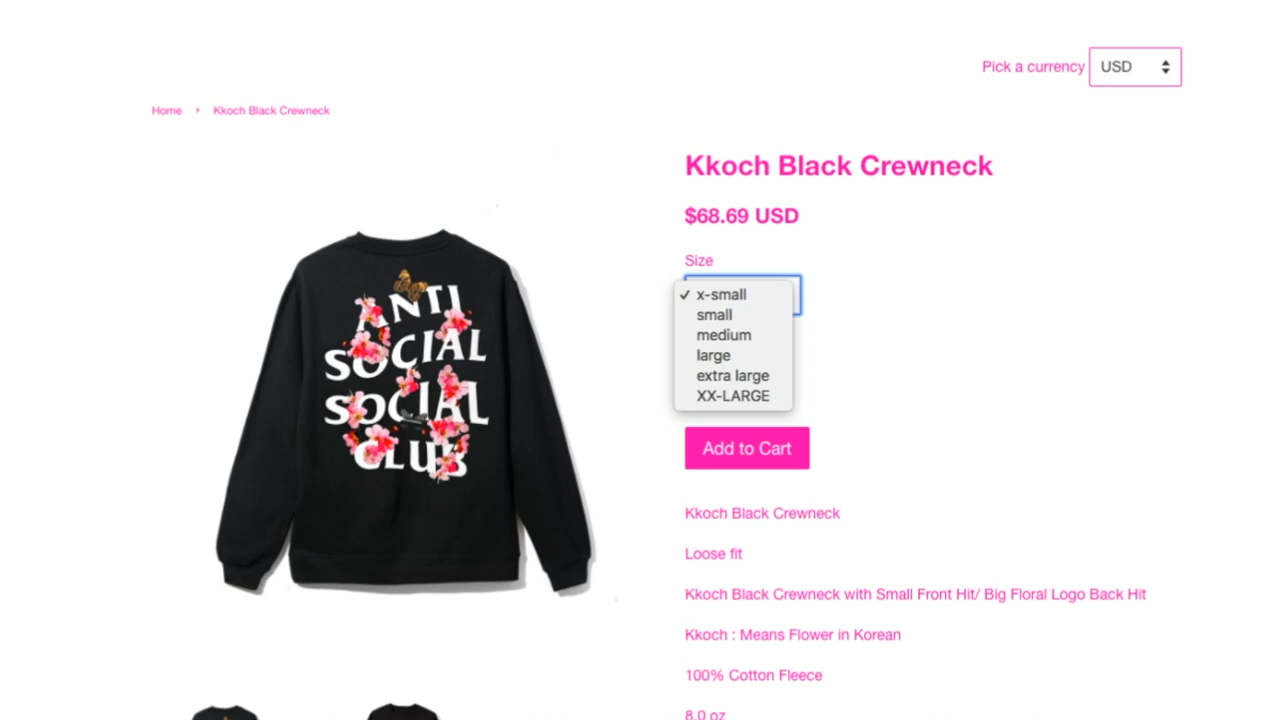 Pick a currency USD
Home › Kkoch Black Crewneck
Kkoch Black Crewneck
$68.69 USD
Size
✓ x-small
small
medium
large
extra large
XX-LARGE
Add to Cart
ANTI
SOCIAL
SOCIAL
CLUB
Kkoch Black Crewneck
Loose fit
Kkoch Black Crewneck with Small Front Hit/ Big Floral Logo Back Hit
Kkoch : Means Flower in Korean
100% Cotton Fleece
8.0 oz